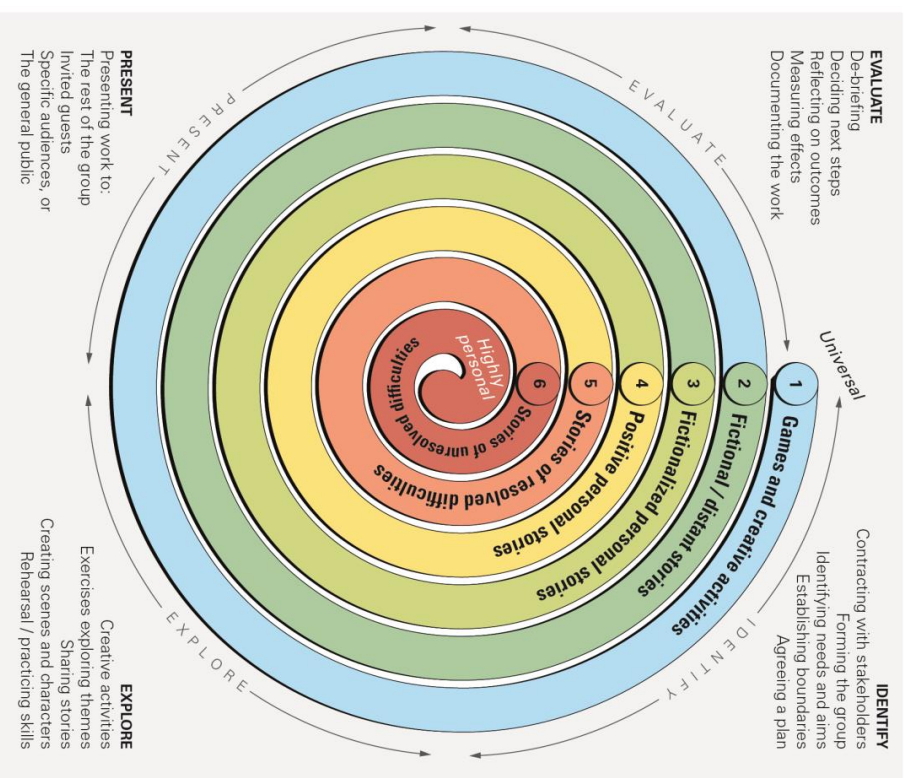 EVALUATE
De-briefing
Deciding next steps
Reflecting on outcomes
Measuring effects
Documenting the work
IDENTIFY
Contracting with stakeholders
Forming the group
Identifying needs and aims
Establishing boundaries
Agreeing a plan
Universal
EVALUATE
IDENTIFY
1 Games and creative activities
2 Fictional / distant stories
3 Fictionalized personal stories
4 Positive personal stories
5 Stories of resolved difficulties
6 Stories of unresolved difficulties
Highly
personal
PRESENT
EXPLORE
PRESENT
Presenting work to:
The rest of the group
Invited guests
Specific audiences, or
The general public
EXPLORE
Creative activities
Exercises exploring themes
Sharing stories
Creating scenes and characters
Rehearsal / practicing skills